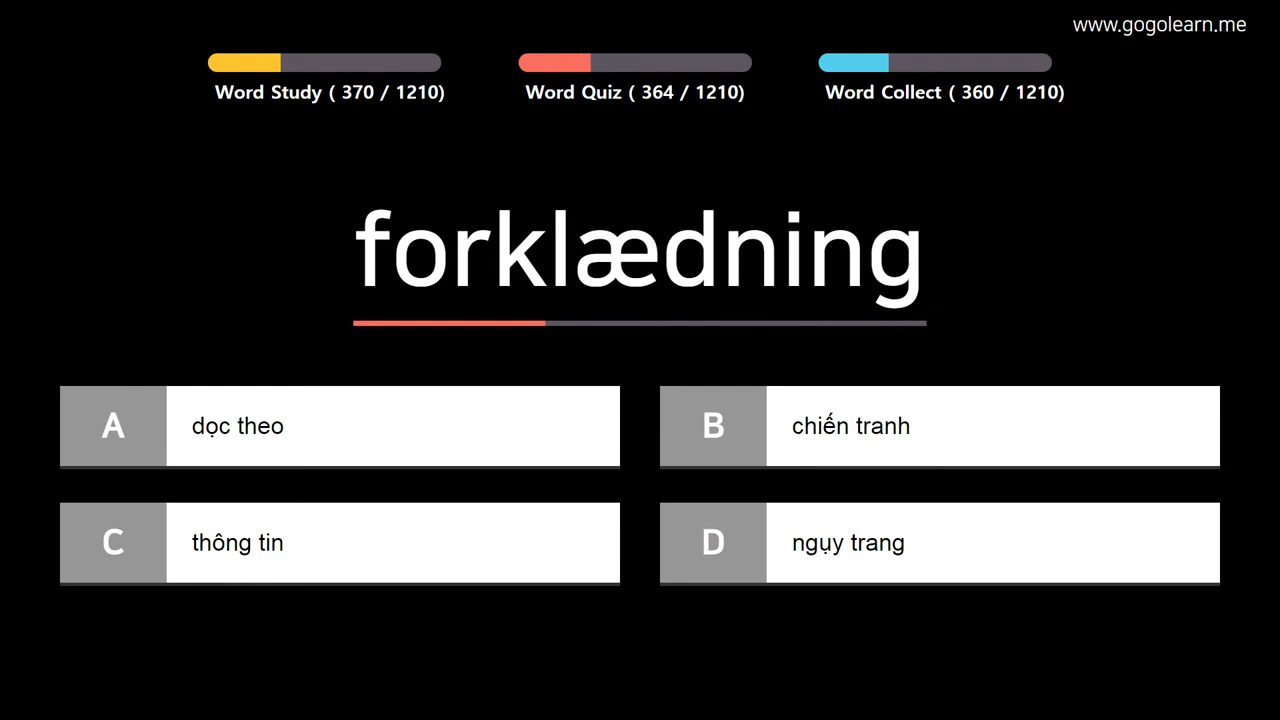 www.gogolearn.me
Word Study ( 370 / 1210)
Word Quiz ( 364 / 1210)
Word Collect ( 360 / 1210)
forklædning
A
dọc theo
B
chiến tranh
C
thông tin
D
ngụy trang